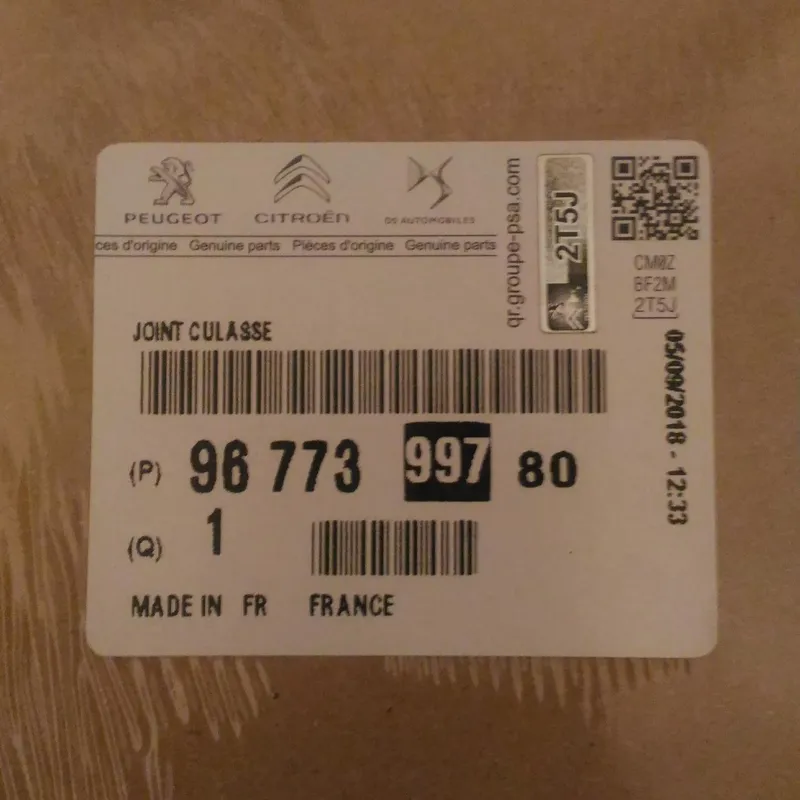 PEUGEOT CITROËN DS AUTOMOBILES
ces d'origine Genuine parts Pièces d'origine Genuine parts
qr.groupe-psa.com
2T5J
CM8Z
BF2M
2T5J
05/09/2018 - 12:33
JOINT CULASSE
(P) 96 773 997 80
(Q) 1
MADE IN FR FRANCE